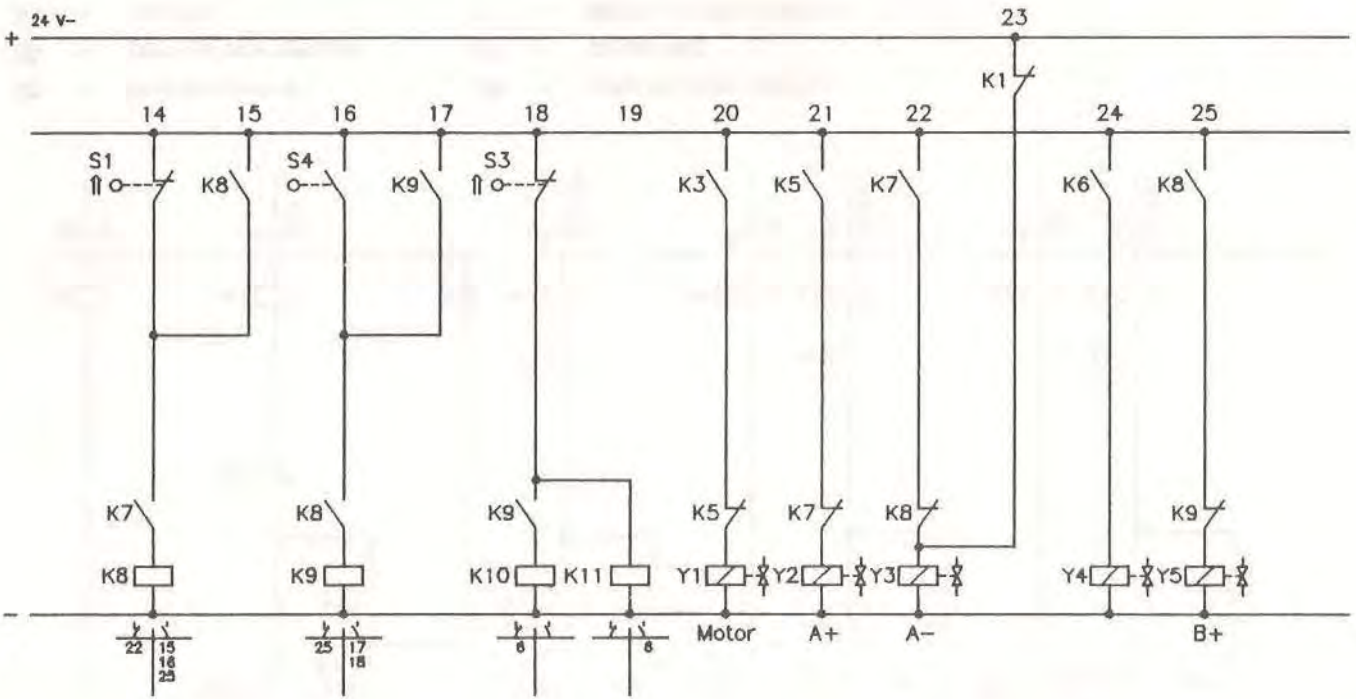 24 V-
+
23
K1
14 15 16 17 18 19 20 21 22 24 25
S1 K8 S4 K9 S3 K3 K5 K7 K6 K8
K7 K8 K9 K5 K7 K8 K9
K8 K9 K10 K11 Y1 Y2 Y3 Y4 Y5
-
22 15 25 17 6 6 Motor A+ A- B+
16 18
25